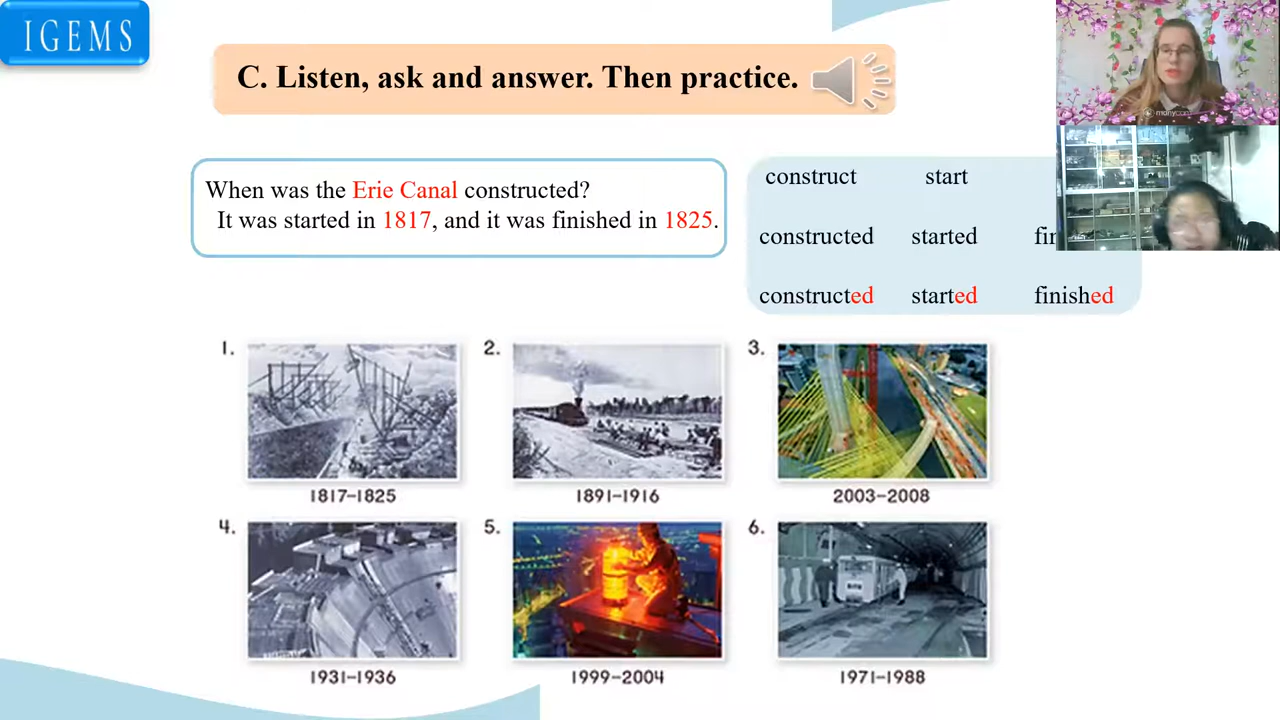 IGEMS
C. Listen, ask and answer. Then practice.
When was the Erie Canal constructed?
It was started in 1817, and it was finished in 1825.
construct start
constructed started
constructed started finished
1. 2. 3.
1817–1825 1891–1916 2003–2008
4. 5. 6.
1931–1936 1999–2004 1971–1988
manycam